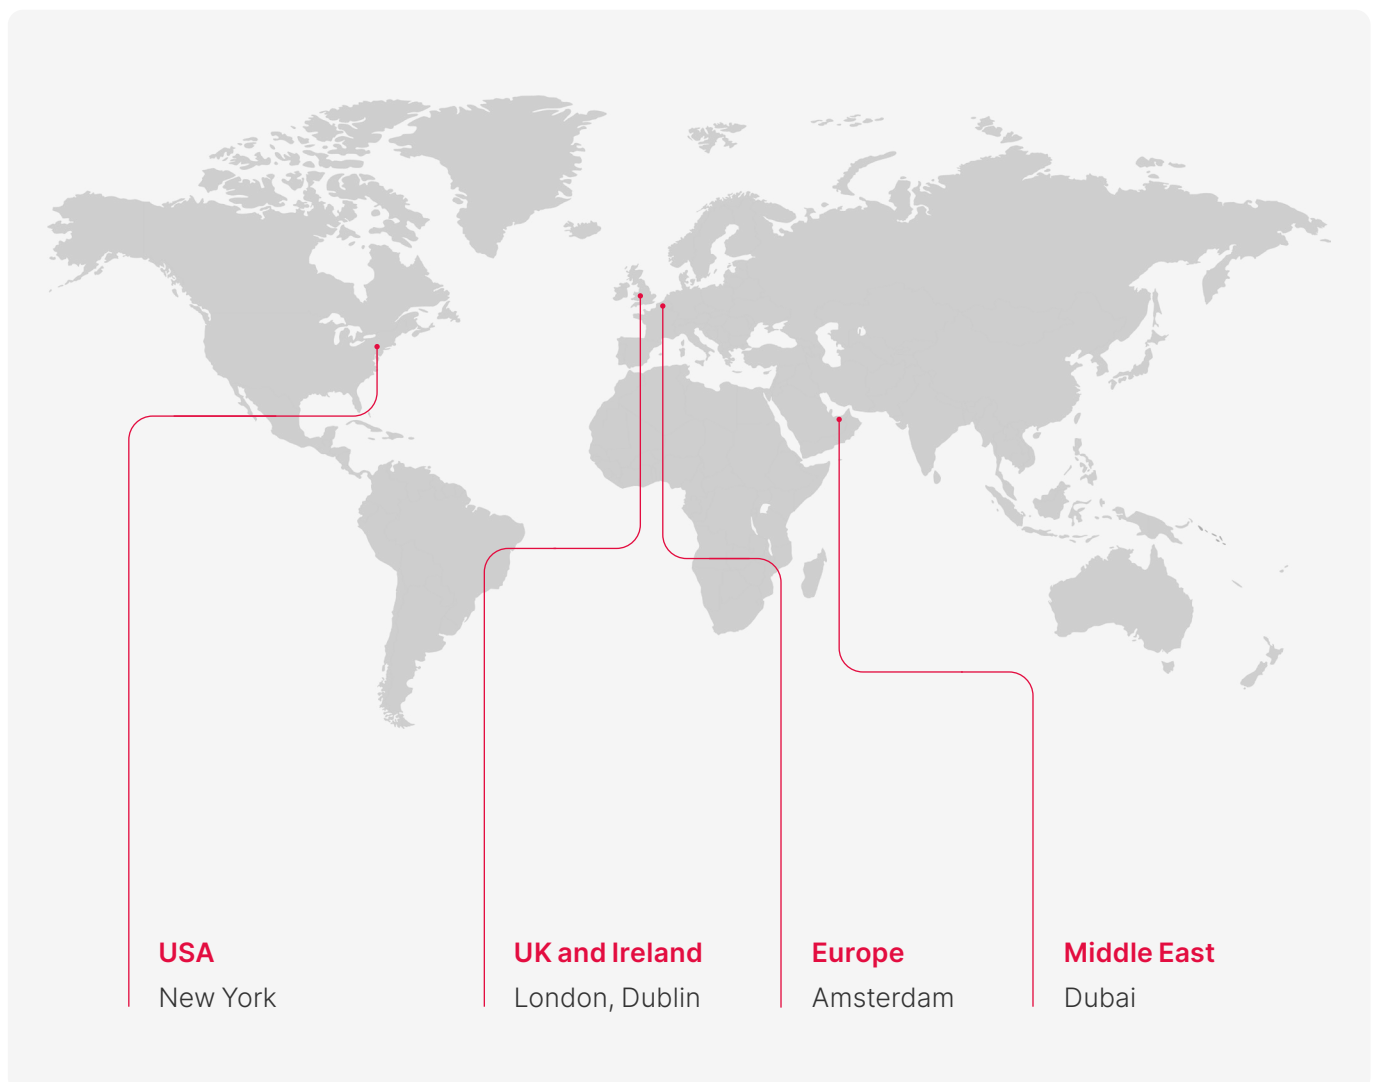 USA
New York
UK and Ireland
London, Dublin
Europe
Amsterdam
Middle East
Dubai